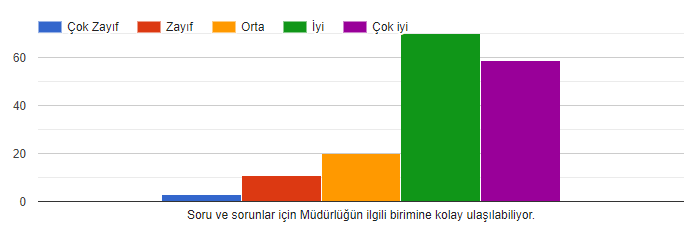 Çok Zayıf Zayıf Orta İyi Çok iyi
60
40
20
0
Soru ve sorunlar için Müdürlüğün ilgili birimine kolay ulaşılabiliyor.